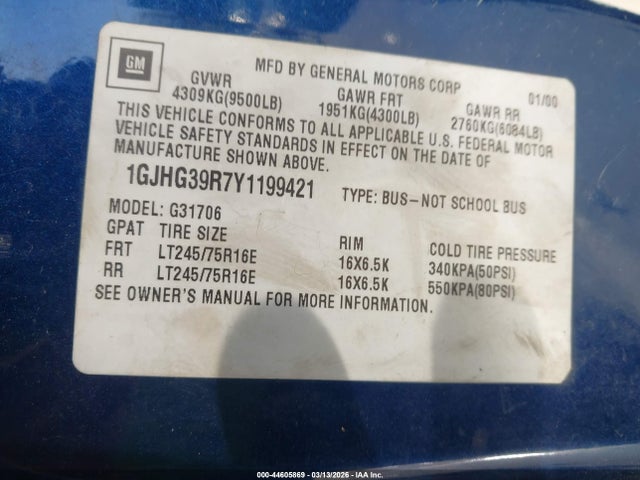 GM
MFD BY GENERAL MOTORS CORP 01/00
GVWR GAWR FRT GAWR RR
4309KG(9500LB) 1951KG(4300LB) 2760KG(6084LB)
THIS VEHICLE CONFORMS TO ALL APPLICABLE U.S. FEDERAL MOTOR
VEHICLE SAFETY STANDARDS IN EFFECT ON THE DATE OF
MANUFACTURE SHOWN ABOVE.
1GJHG39R7Y1199421 TYPE: BUS-NOT SCHOOL BUS
MODEL: G31706
GPAT TIRE SIZE RIM COLD TIRE PRESSURE
FRT LT245/75R16E 16X6.5K 340KPA(50PSI)
RR LT245/75R16E 16X6.5K 550KPA(80PSI)
SEE OWNER'S MANUAL FOR MORE INFORMATION.
000-44605869 - 03/13/2026 - IAA Inc.